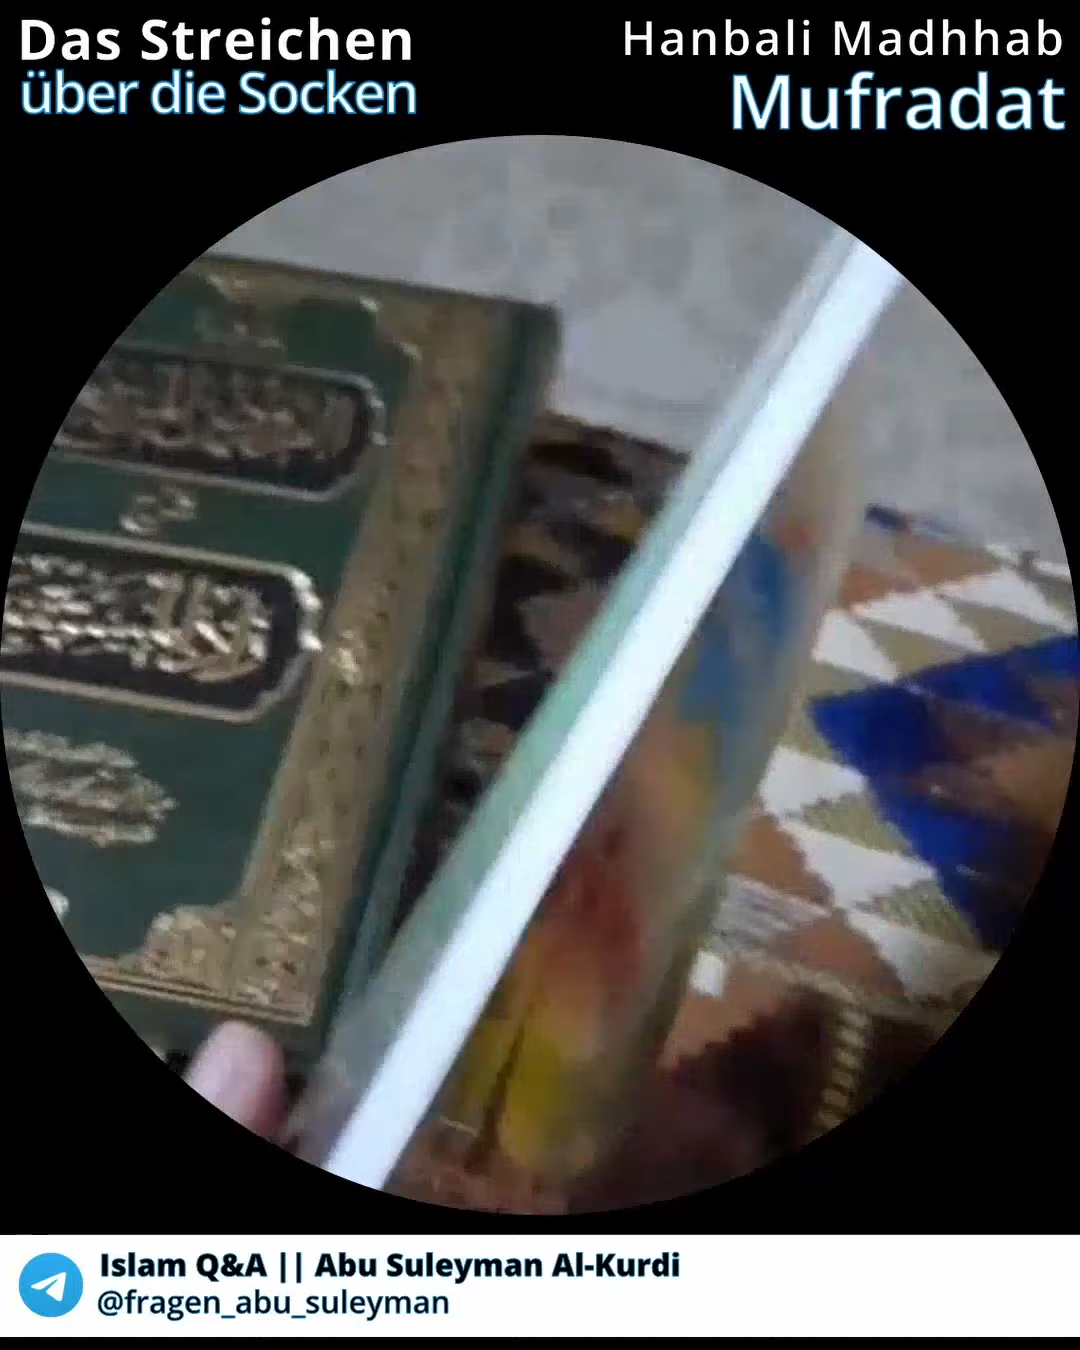 Das Streichen
über die Socken
Hanbali Madhhab
Mufradat
Islam Q&A || Abu Suleyman Al-Kurdi
@fragen_abu_suleyman